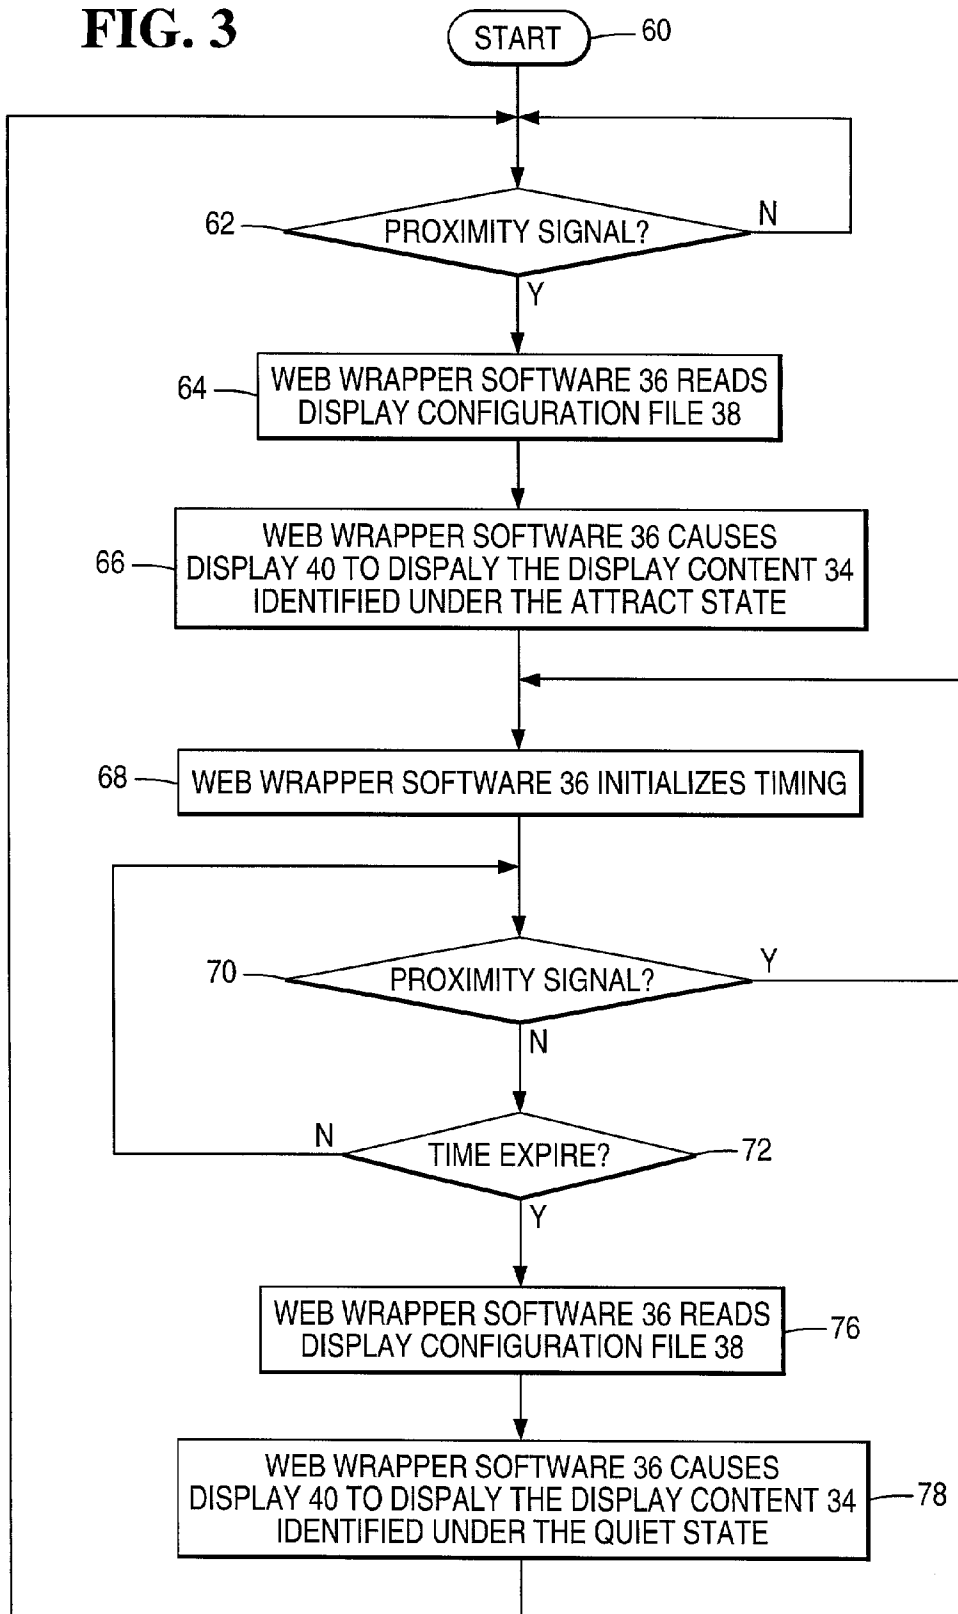 FIG. 3
START
60
62
PROXIMITY SIGNAL?
N
Y
64
WEB WRAPPER SOFTWARE 36 READS
DISPLAY CONFIGURATION FILE 38
66
WEB WRAPPER SOFTWARE 36 CAUSES
DISPLAY 40 TO DISPALY THE DISPLAY CONTENT 34
IDENTIFIED UNDER THE ATTRACT STATE
68
WEB WRAPPER SOFTWARE 36 INITIALIZES TIMING
70
PROXIMITY SIGNAL?
Y
N
N
TIME EXPIRE?
72
Y
WEB WRAPPER SOFTWARE 36 READS
DISPLAY CONFIGURATION FILE 38
76
WEB WRAPPER SOFTWARE 36 CAUSES
DISPLAY 40 TO DISPALY THE DISPLAY CONTENT 34
IDENTIFIED UNDER THE QUIET STATE
78